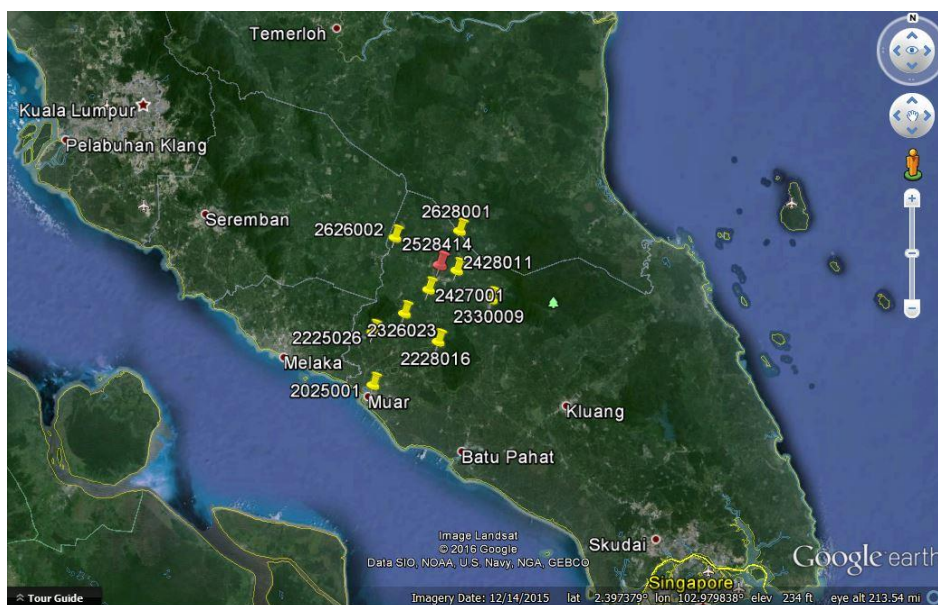 N
Temerloh
Kuala Lumpur
Pelabuhan Klang
Seremban
2626002
2628001
2528414
2428011
2427001
2330009
2225026
2326023
2228016
Melaka
2025001
Muar
Kluang
Batu Pahat
Skudai
Singapore
Image Landsat
© 2016 Google
Data SIO, NOAA, U.S. Navy, NGA, GEBCO
Google earth
Tour Guide
Imagery Date: 12/14/2015 lat 2.397379° lon 102.979838° elev 234 ft eye alt 213.54 mi